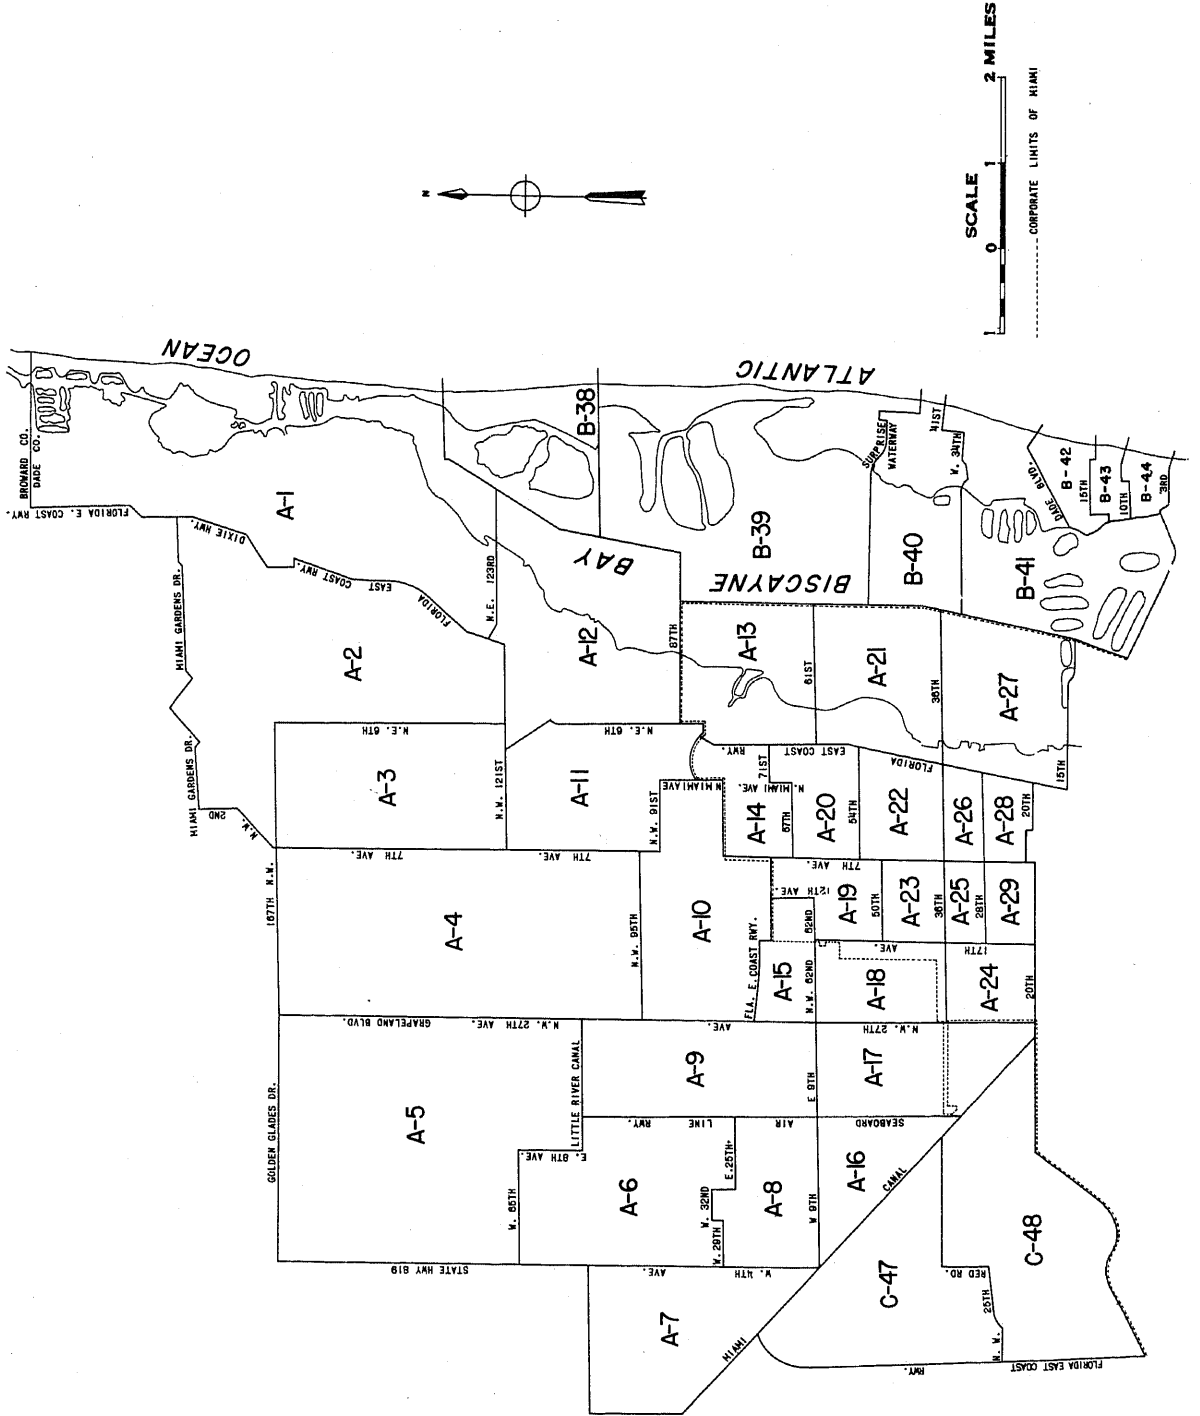 BROWARD CO.
DADE CO.
OCEAN
ATLANTIC
BISCAYNE
BAY
N
SCALE
1 0 1 2 MILES
CORPORATE LIMITS OF MIAMI
FLORIDA E. COAST RWY.
DIXIE HWY.
A-1
MIAMI GARDENS DR.
FLORIDA EAST COAST RWY.
N.E. 123RD
A-2
MIAMI GARDENS DR.
2ND
N.W.
167TH N.W.
N.E. 6TH
A-3
N.W. 121ST
7TH AVE.
A-4
N.W. 95TH
GRAPELAND BLVD.
N.W. 27TH AVE.
GOLDEN GLADES DR.
A-5
LITTLE RIVER CANAL
E. 8TH AVE.
W. 65TH
STATE HWY 819
A-6
LINE RWY.
E. 25TH
W. 32ND
W. 29TH
W. 4TH AVE.
A-7
MIAMI
CANAL
A-8
AIR
W 9TH
A-9
AVE.
E 9TH
A-10
FLA. E. COAST RWY.
A-11
N.E. 6TH
N.W. 91ST
7TH AVE.
N MIAMI AVE
A-12
87TH
A-13
61ST
A-14
71ST
N. MIAMI AVE.
67TH
EAST COAST RWY.
FLORIDA
A-15
62ND
N.W. 62ND
A-16
SEABOARD
A-17
N.W. 27TH
A-18
AVE.
17TH
A-19
12TH AVE.
7TH AVE.
50TH
A-20
54TH
A-21
36TH
A-22
A-23
36TH
A-24
20TH
A-25
28TH
A-26
A-27
15TH
A-28
20TH
A-29
B-38
B-39
SURPRISE
WATERWAY
B-40
41ST
W. 34TH
B-41
DADE BLVD.
B-42
15TH
B-43
10TH
B-44
3RD
C-47
RED RD.
25TH
N. W.
RWY.
FLORIDA EAST COAST
C-48